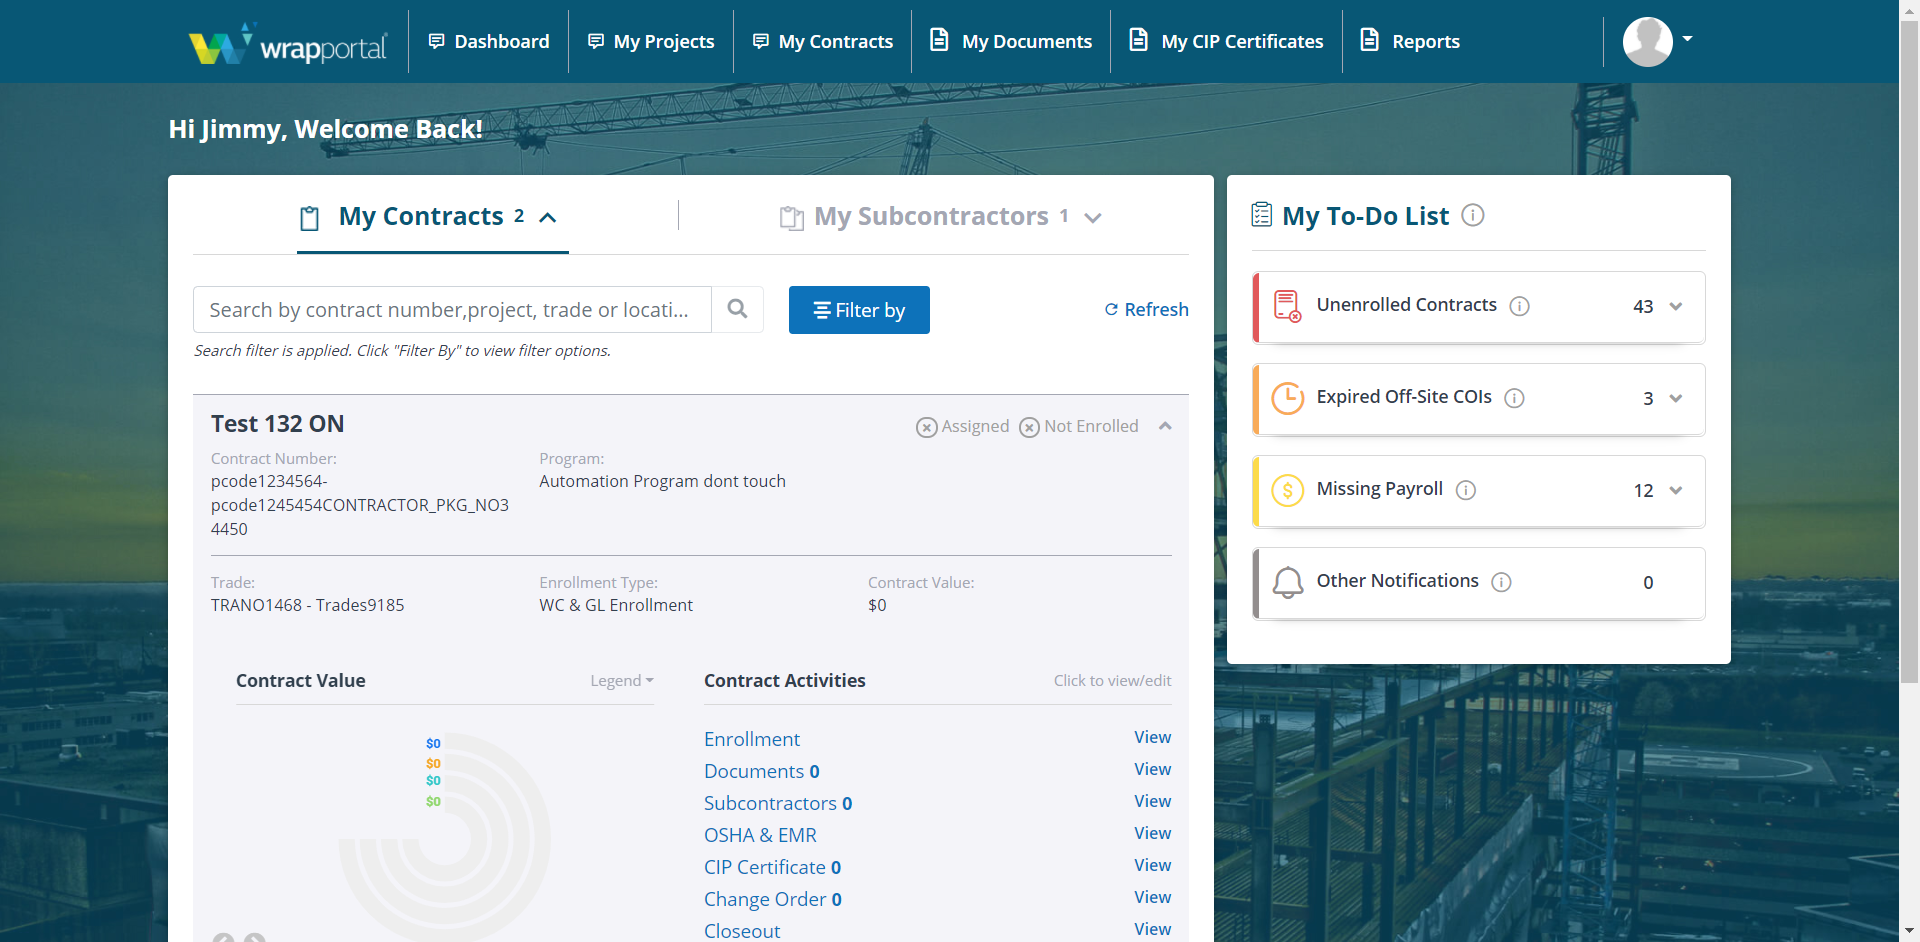 wrapportal
Dashboard
My Projects
My Contracts
My Documents
My CIP Certificates
Reports
Hi Jimmy, Welcome Back!
My Contracts 2
My Subcontractors 1
Search by contract number,project, trade or locati...
Filter by
Refresh
Search filter is applied. Click "Filter By" to view filter options.
Test 132 ON
Assigned
Not Enrolled
Contract Number:
pcode1234564-
pcode1245454CONTRACTOR_PKG_NO3
4450
Program:
Automation Program dont touch
Trade:
TRANO1468 - Trades9185
Enrollment Type:
WC & GL Enrollment
Contract Value:
$0
Contract Value
Legend
$0
$0
$0
$0
Contract Activities
Click to view/edit
Enrollment View
Documents 0 View
Subcontractors 0 View
OSHA & EMR View
CIP Certificate 0 View
Change Order 0 View
Closeout View
My To-Do List
Unenrolled Contracts 43
Expired Off-Site COIs 3
Missing Payroll 12
Other Notifications 0